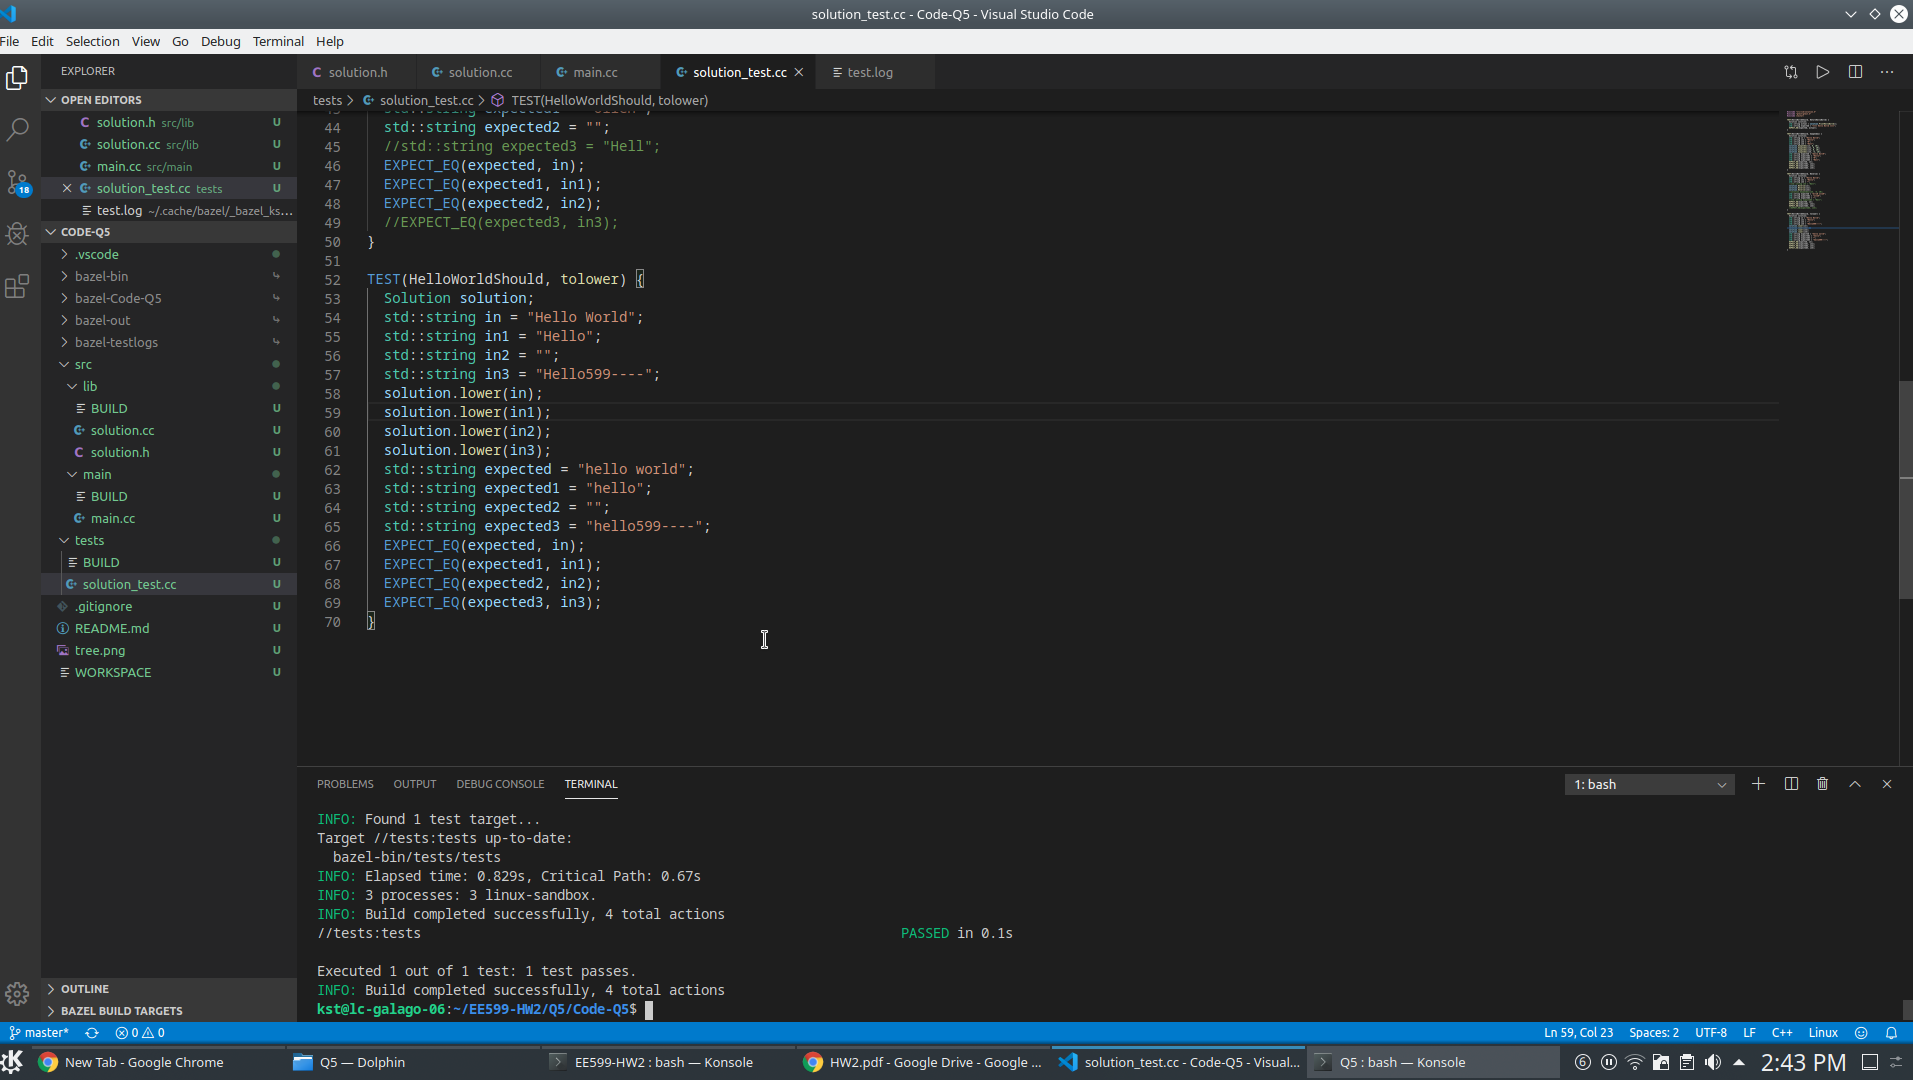 solution_test.cc - Code-Q5 - Visual Studio Code
File Edit Selection View Go Debug Terminal Help
EXPLORER
OPEN EDITORS
solution.h src/lib U
solution.cc src/lib U
main.cc src/main U
solution_test.cc tests U
test.log ~/.cache/bazel/_bazel_ks...
CODE-Q5
.vscode
bazel-bin
bazel-Code-Q5
bazel-out
bazel-testlogs
src
lib
BUILD U
solution.cc U
solution.h U
main
BUILD U
main.cc U
tests
BUILD U
solution_test.cc U
.gitignore U
README.md U
tree.png U
WORKSPACE U
OUTLINE
BAZEL BUILD TARGETS
18
solution.h solution.cc main.cc solution_test.cc test.log
tests > solution_test.cc > TEST(HelloWorldShould, tolower)
44 std::string expected2 = "";
45 //std::string expected3 = "Hell";
46 EXPECT_EQ(expected, in);
47 EXPECT_EQ(expected1, in1);
48 EXPECT_EQ(expected2, in2);
49 //EXPECT_EQ(expected3, in3);
50 }
51
52 TEST(HelloWorldShould, tolower) {
53 Solution solution;
54 std::string in = "Hello World";
55 std::string in1 = "Hello";
56 std::string in2 = "";
57 std::string in3 = "Hello599----";
58 solution.lower(in);
59 solution.lower(in1);
60 solution.lower(in2);
61 solution.lower(in3);
62 std::string expected = "hello world";
63 std::string expected1 = "hello";
64 std::string expected2 = "";
65 std::string expected3 = "hello599----";
66 EXPECT_EQ(expected, in);
67 EXPECT_EQ(expected1, in1);
68 EXPECT_EQ(expected2, in2);
69 EXPECT_EQ(expected3, in3);
70 }
PROBLEMS OUTPUT DEBUG CONSOLE TERMINAL 1: bash
INFO: Found 1 test target...
Target //tests:tests up-to-date:
bazel-bin/tests/tests
INFO: Elapsed time: 0.829s, Critical Path: 0.67s
INFO: 3 processes: 3 linux-sandbox.
INFO: Build completed successfully, 4 total actions
//tests:tests PASSED in 0.1s
Executed 1 out of 1 test: 1 test passes.
INFO: Build completed successfully, 4 total actions
kst@lc-galago-06:~/EE599-HW2/Q5/Code-Q5$
master* 0 0 Ln 59, Col 23 Spaces: 2 UTF-8 LF C++ Linux
New Tab - Google Chrome Q5 — Dolphin EE599-HW2 : bash — Konsole HW2.pdf - Google Drive - Google ... solution_test.cc - Code-Q5 - Visual... Q5 : bash — Konsole 6 2:43 PM